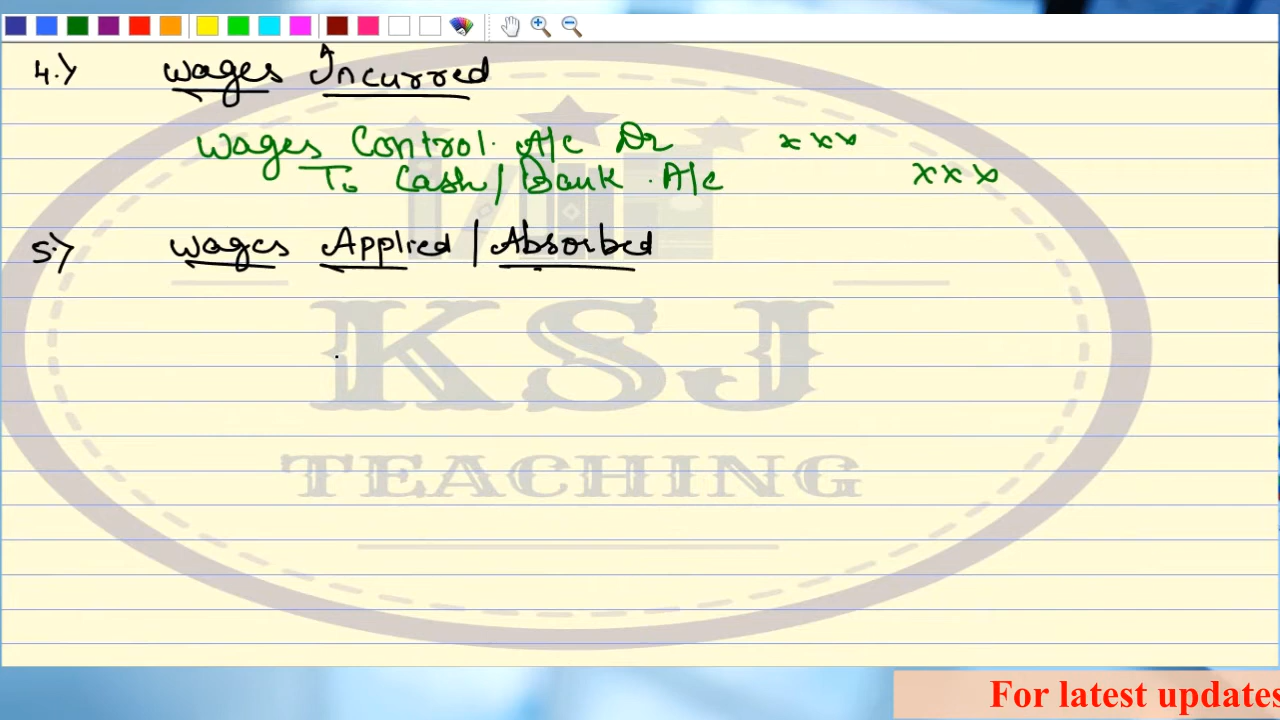 4.) Wages Incurred
Wages Control. A/c Dr xxx
To Cash/Bank .A/c xxx
5.) Wages Applied/Absorbed
KSJ
TEACHING
For latest updates